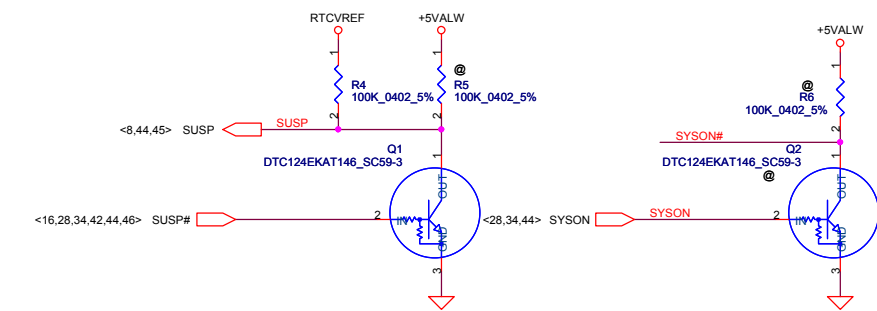 RTCVREF
+5VALW
+5VALW
1
1
1
@
@
R4
R5
R6
100K_0402_5%
100K_0402_5%
100K_0402_5%
2
2
2
<8,44,45> SUSP
SUSP
SYSON#
Q1
Q2
DTC124EKAT146_SC59-3
DTC124EKAT146_SC59-3
1
1
@
OUT
OUT
<16,28,34,42,44,46> SUSP#
2
IN
<28,34,44> SYSON
SYSON
2
IN
GND
GND
3
3